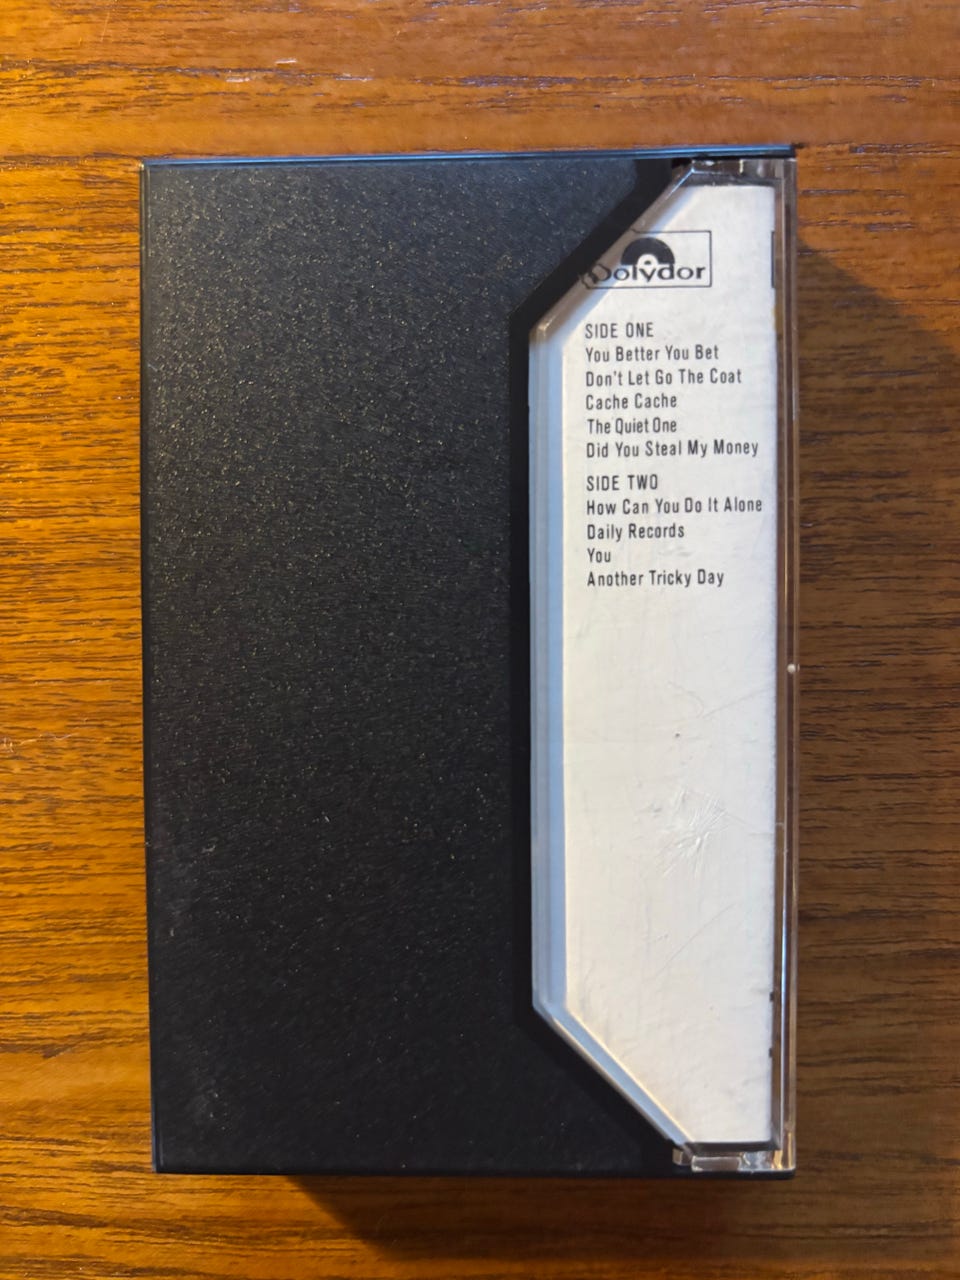 Polydor
SIDE ONE
You Better You Bet
Don't Let Go The Coat
Cache Cache
The Quiet One
Did You Steal My Money
SIDE TWO
How Can You Do It Alone
Daily Records
You
Another Tricky Day